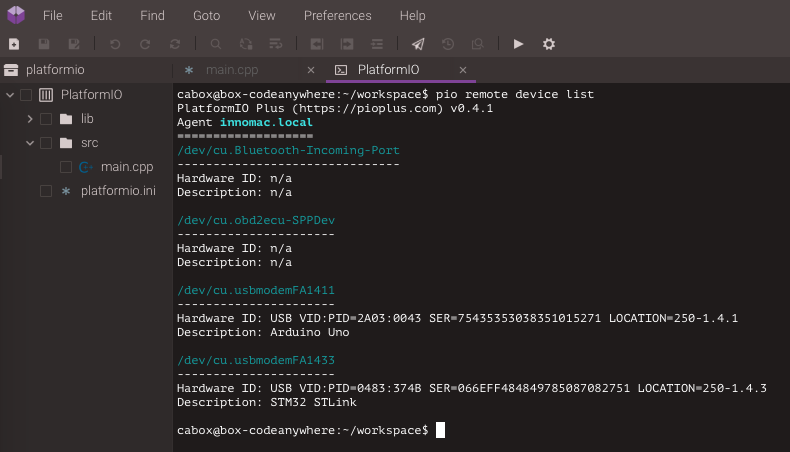 File Edit Find Goto View Preferences Help
platformio
main.cpp ×
PlatformIO ×
PlatformIO
lib
src
main.cpp
platformio.ini
cabox@box-codeanywhere:~/workspace$ pio remote device list
PlatformIO Plus (https://pioplus.com) v0.4.1
Agent innomac.local
===================
/dev/cu.Bluetooth-Incoming-Port
-------------------------------
Hardware ID: n/a
Description: n/a
/dev/cu.obd2ecu-SPPDev
----------------------
Hardware ID: n/a
Description: n/a
/dev/cu.usbmodemFA1411
----------------------
Hardware ID: USB VID:PID=2A03:0043 SER=75435353038351015271 LOCATION=250-1.4.1
Description: Arduino Uno
/dev/cu.usbmodemFA1433
----------------------
Hardware ID: USB VID:PID=0483:374B SER=066EFF484849785087082751 LOCATION=250-1.4.3
Description: STM32 STLink
cabox@box-codeanywhere:~/workspace$